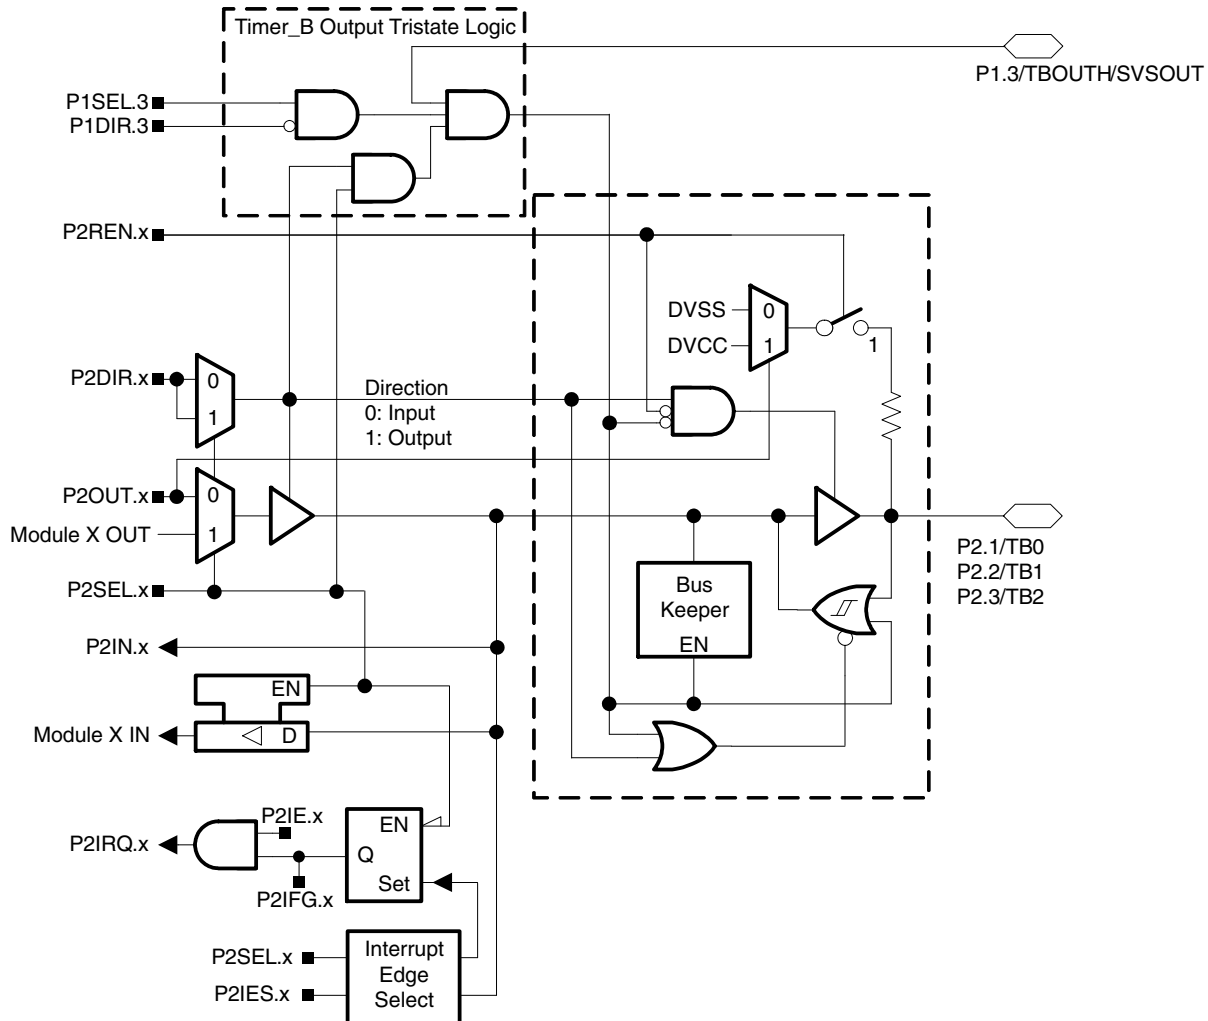 Timer_B Output Tristate Logic
P1.3/TBOUTH/SVSOUT
P1SEL.3
P1DIR.3
P2REN.x
DVSS
0
DVCC
1
1
P2DIR.x
0
1
Direction
0: Input
1: Output
P2OUT.x
0
Module X OUT
1
P2.1/TB0
P2.2/TB1
P2.3/TB2
P2SEL.x
Bus
Keeper
EN
P2IN.x
EN
Module X IN
D
P2IE.x
EN
P2IRQ.x
Q
Set
P2IFG.x
P2SEL.x
P2IES.x
Interrupt
Edge
Select